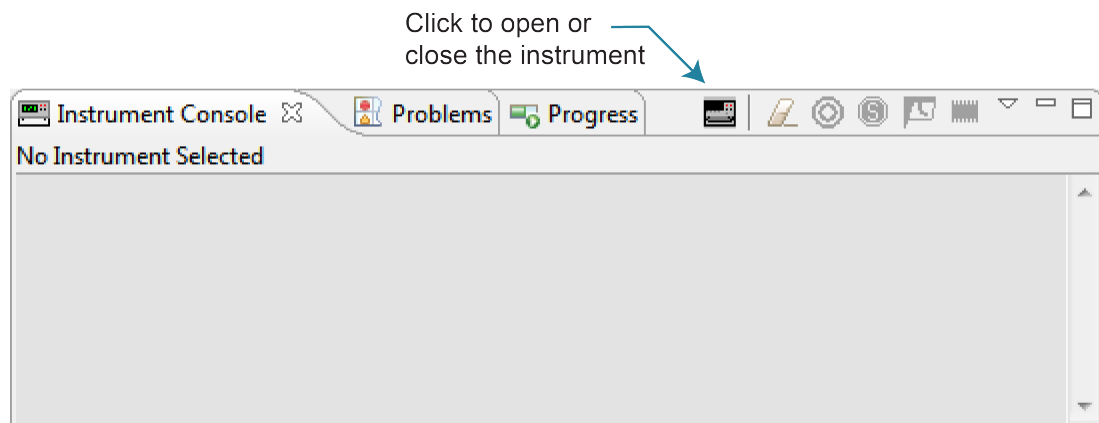 Click to open or
close the instrument
Instrument Console Problems Progress
No Instrument Selected